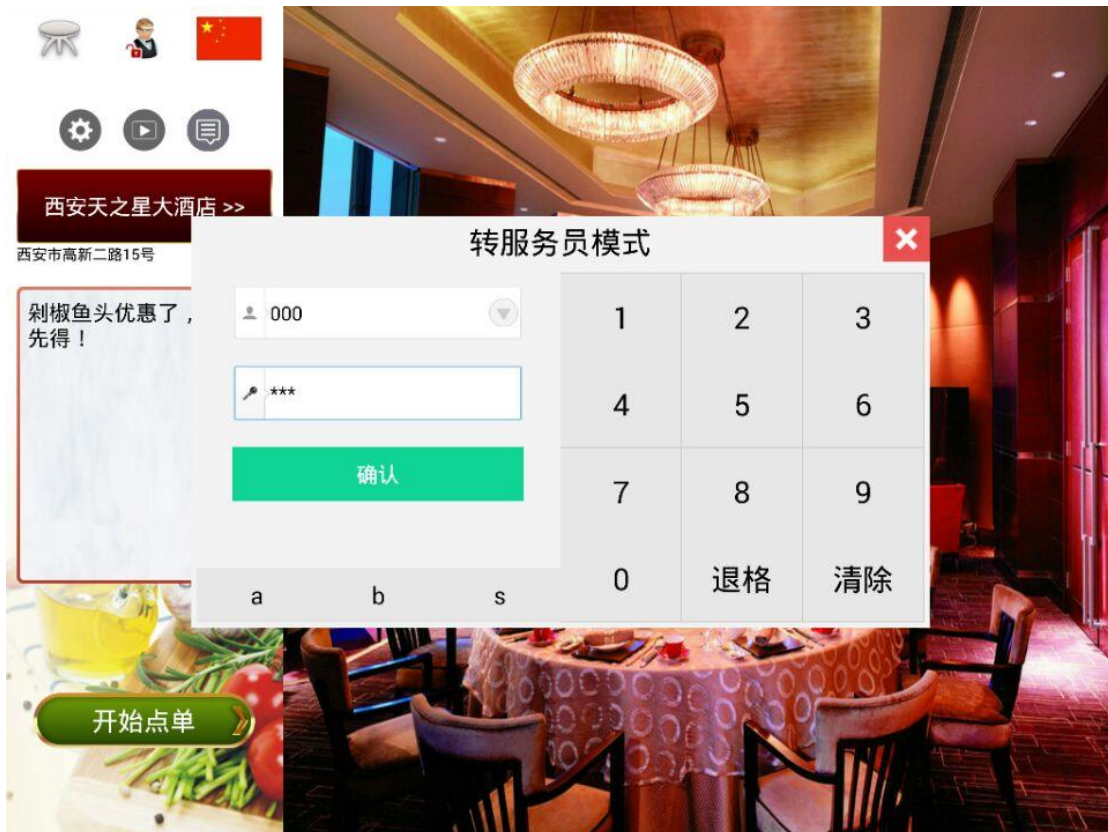 西安天之星大酒店 >>
西安市高新二路15号
剁椒鱼头优惠了，
先得！
转服务员模式
000
***
确认
1 2 3
4 5 6
7 8 9
0 退格 清除
a b s
开始点单